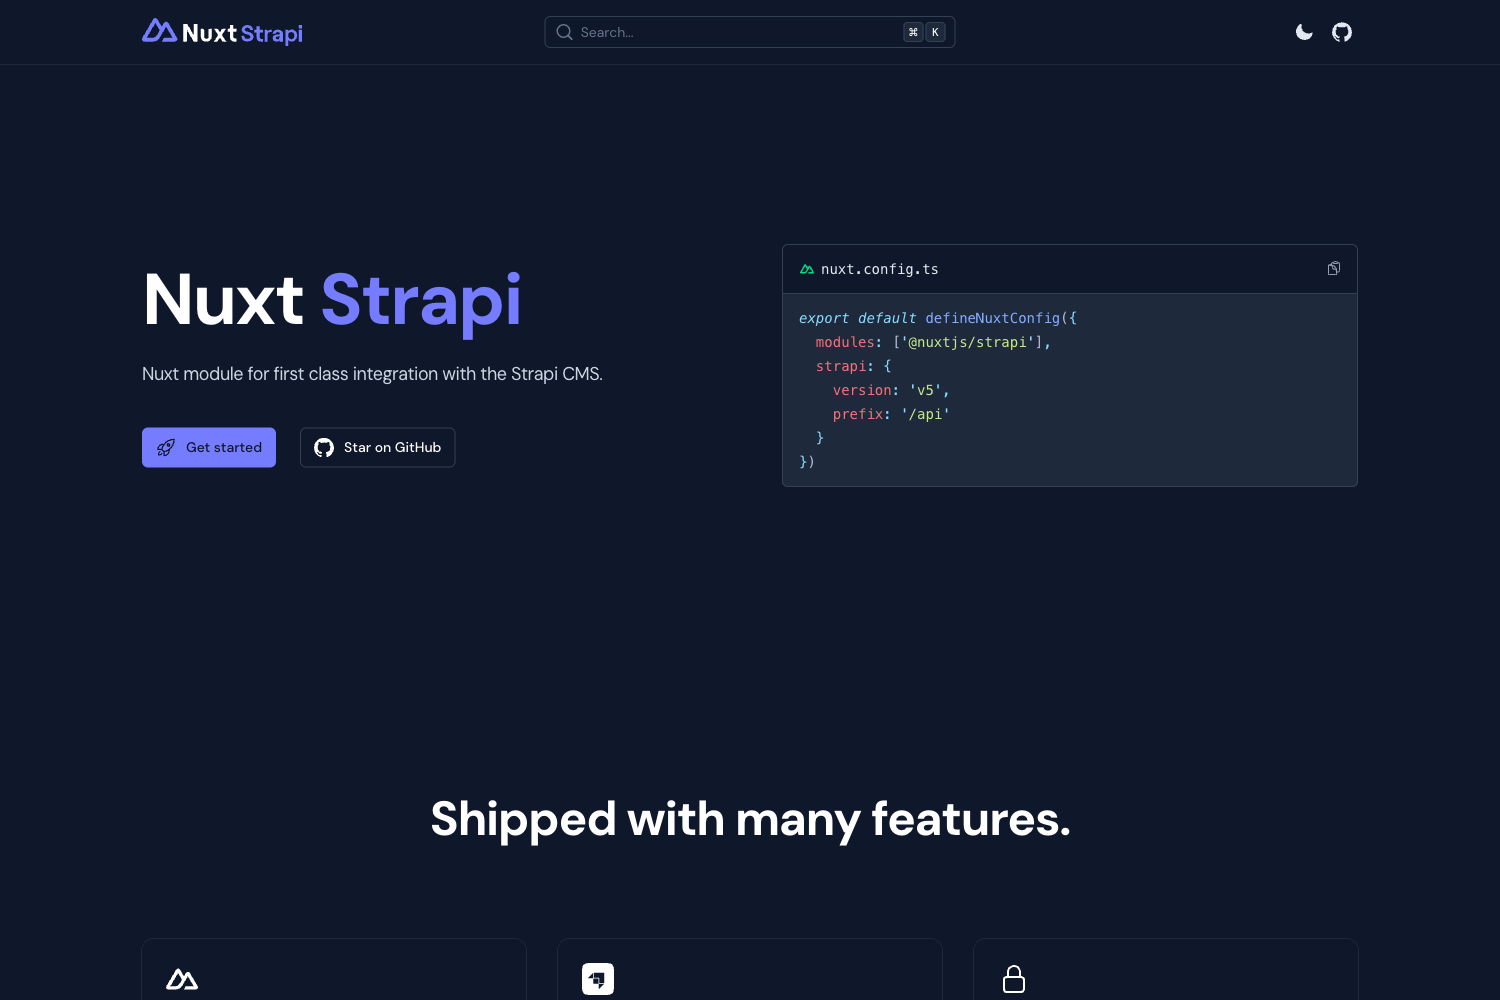 Nuxt Strapi
Search...
⌘ K
Nuxt Strapi
Nuxt module for first class integration with the Strapi CMS.
Get started
Star on GitHub
nuxt.config.ts
export default defineNuxtConfig({
  modules: ['@nuxtjs/strapi'],
  strapi: {
    version: 'v5',
    prefix: '/api'
  }
})
Shipped with many features.